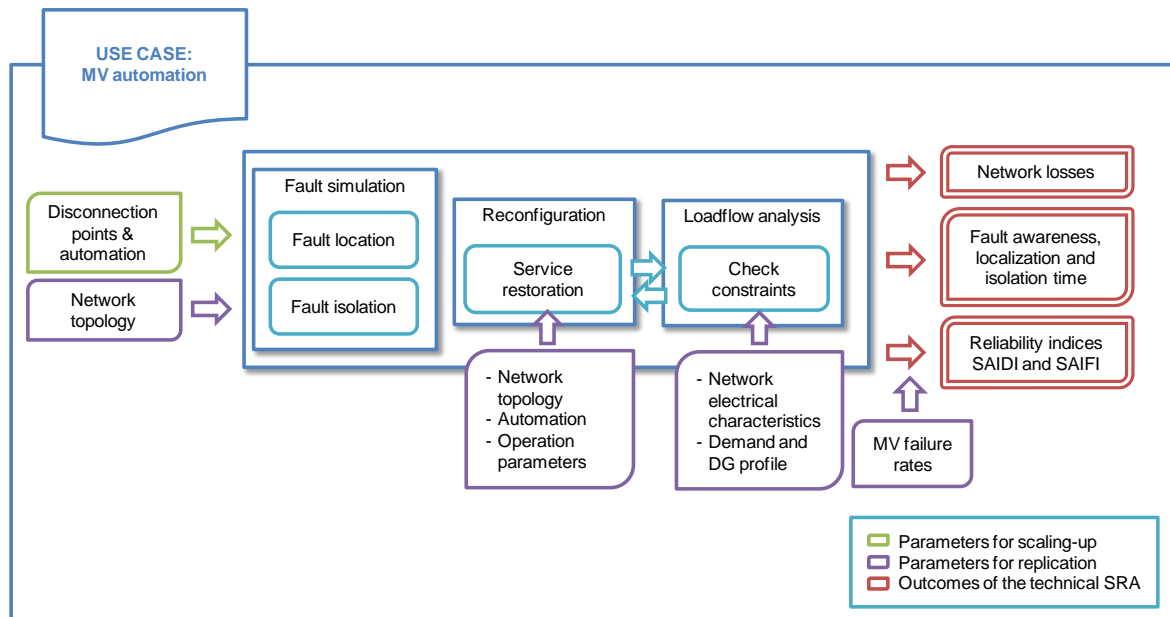 USE CASE:
MV automation
Disconnection
points &
automation
Network
topology
Fault simulation
Fault location
Fault isolation
Reconfiguration
Service
restoration
Loadflow analysis
Check
constraints
- Network
topology
- Automation
- Operation
parameters
- Network
electrical
characteristics
- Demand and
DG profile
Network losses
Fault awareness,
localization and
isolation time
Reliability indices
SAIDI and SAIFI
MV failure
rates
Parameters for scaling-up
Parameters for replication
Outcomes of the technical SRA